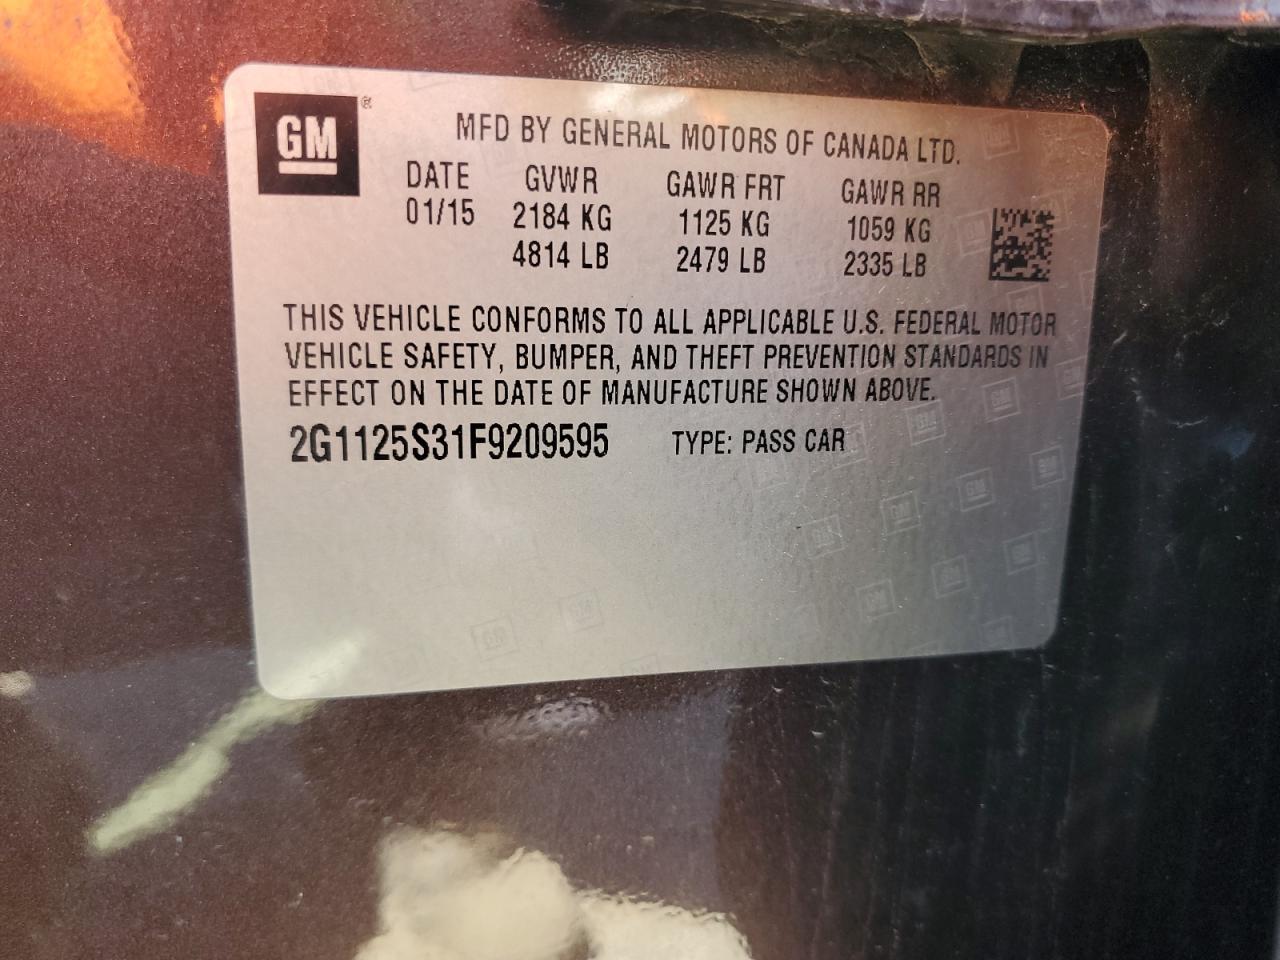 GM®
MFD BY GENERAL MOTORS OF CANADA LTD.
DATE GVWR GAWR FRT GAWR RR
01/15 2184 KG 1125 KG 1059 KG
4814 LB 2479 LB 2335 LB
THIS VEHICLE CONFORMS TO ALL APPLICABLE U.S. FEDERAL MOTOR
VEHICLE SAFETY, BUMPER, AND THEFT PREVENTION STANDARDS IN
EFFECT ON THE DATE OF MANUFACTURE SHOWN ABOVE.
2G1125S31F9209595 TYPE: PASS CAR